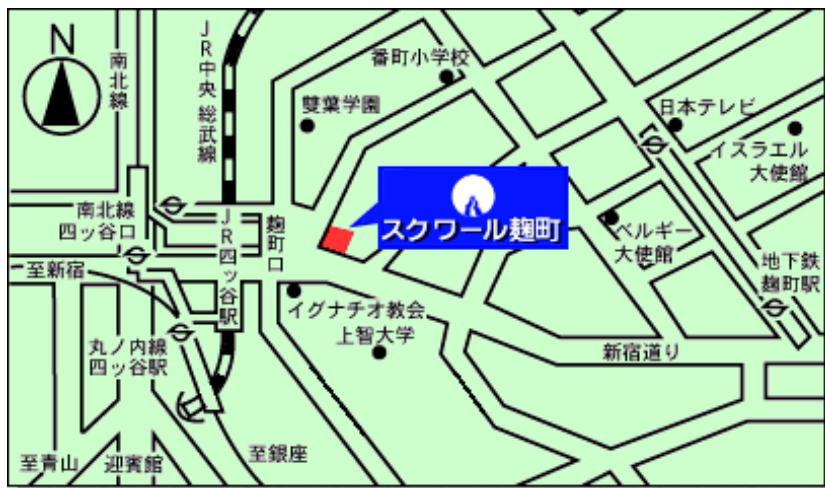 N
南北線
JR中央 総武線
番町小学校
雙葉学園
日本テレビ
イスラエル
大使館
南北線
四ッ谷口
JR四ッ谷駅
麹町口
スクワール麹町
ベルギー
大使館
地下鉄
麹町駅
至新宿
イグナチオ教会
上智大学
新宿通り
丸ノ内線
四ッ谷駅
至銀座
至青山
迎賓館